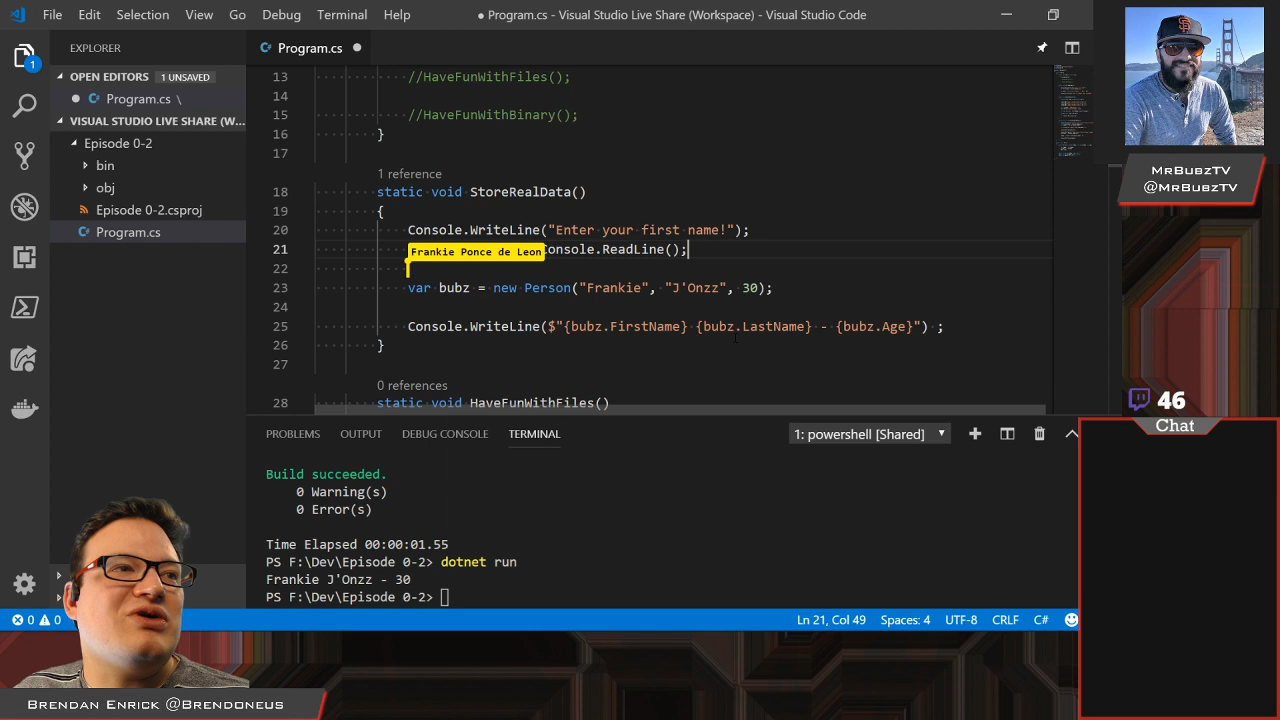 File Edit Selection View Go Debug Terminal Help
● Program.cs - Visual Studio Live Share (Workspace) - Visual Studio Code
EXPLORER
OPEN EDITORS 1 UNSAVED
Program.cs \
VISUAL STUDIO LIVE SHARE (W...
Episode 0-2
bin
obj
Episode 0-2.csproj
Program.cs
1
Program.cs
13 //HaveFunWithFiles();
14
15 //HaveFunWithBinary();
16 }
17
1 reference
18 static void StoreRealData()
19 {
20 Console.WriteLine("Enter your first name!");
21 Console.ReadLine();
Frankie Ponce de Leon
22
23 var bubz = new Person("Frankie", "J'Onzz", 30);
24
25 Console.WriteLine($"{bubz.FirstName} {bubz.LastName} - {bubz.Age}") ;
26 }
27
0 references
28 static void HaveFunWithFiles()
PROBLEMS OUTPUT DEBUG CONSOLE TERMINAL
1: powershell [Shared]
Build succeeded.
0 Warning(s)
0 Error(s)
Time Elapsed 00:00:01.55
PS F:\Dev\Episode 0-2> dotnet run
Frankie J'Onzz - 30
PS F:\Dev\Episode 0-2>
0 0
Ln 21, Col 49 Spaces: 4 UTF-8 CRLF C#
MrBubzTV
@MrBubzTV
46
Chat
Brendan Enrick @Brendoneus